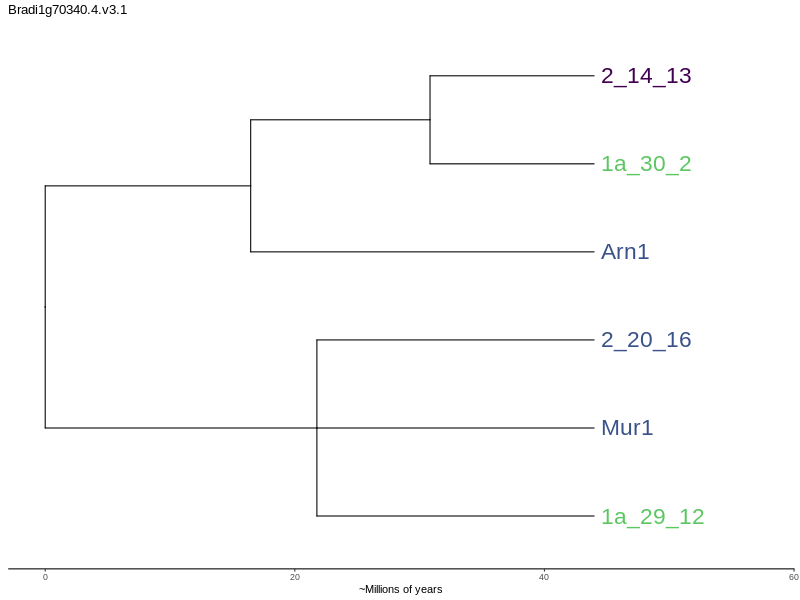 Bradi1g70340.4.v3.1
2_14_13
1a_30_2
Arn1
2_20_16
Mur1
1a_29_12
0 20 40 60
~Millions of years